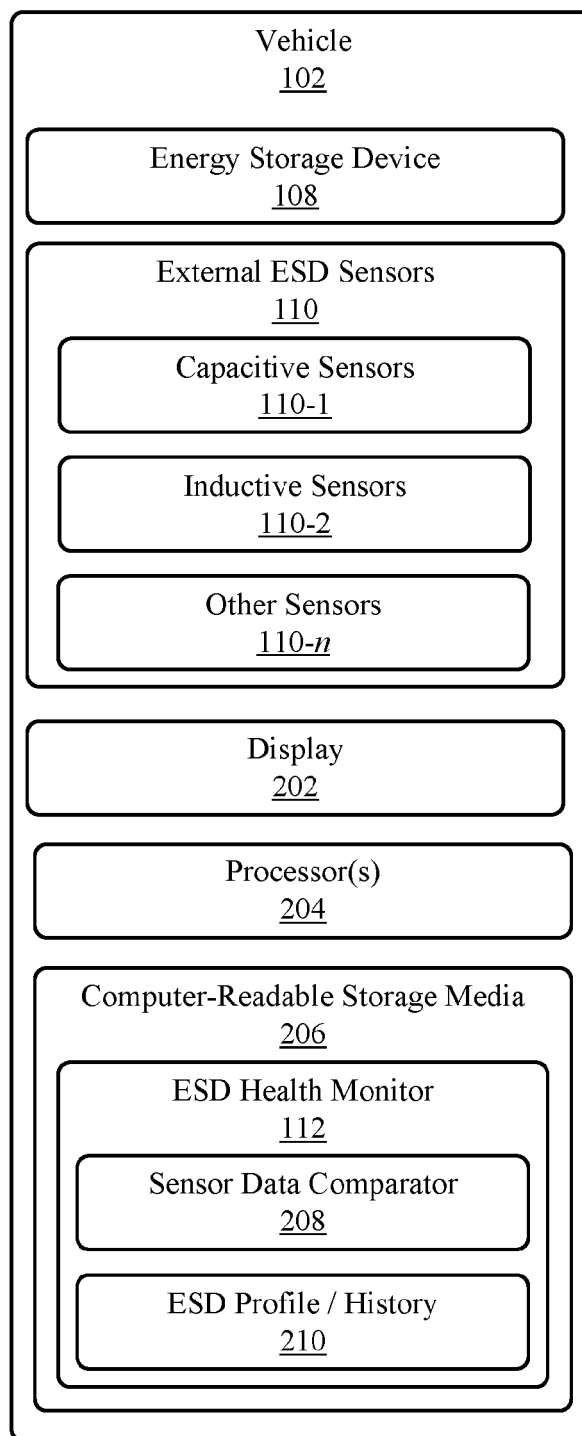 Vehicle
102
Energy Storage Device
108
External ESD Sensors
110
Capacitive Sensors
110-1
Inductive Sensors
110-2
Other Sensors
110-n
Display
202
Processor(s)
204
Computer-Readable Storage Media
206
ESD Health Monitor
112
Sensor Data Comparator
208
ESD Profile / History
210